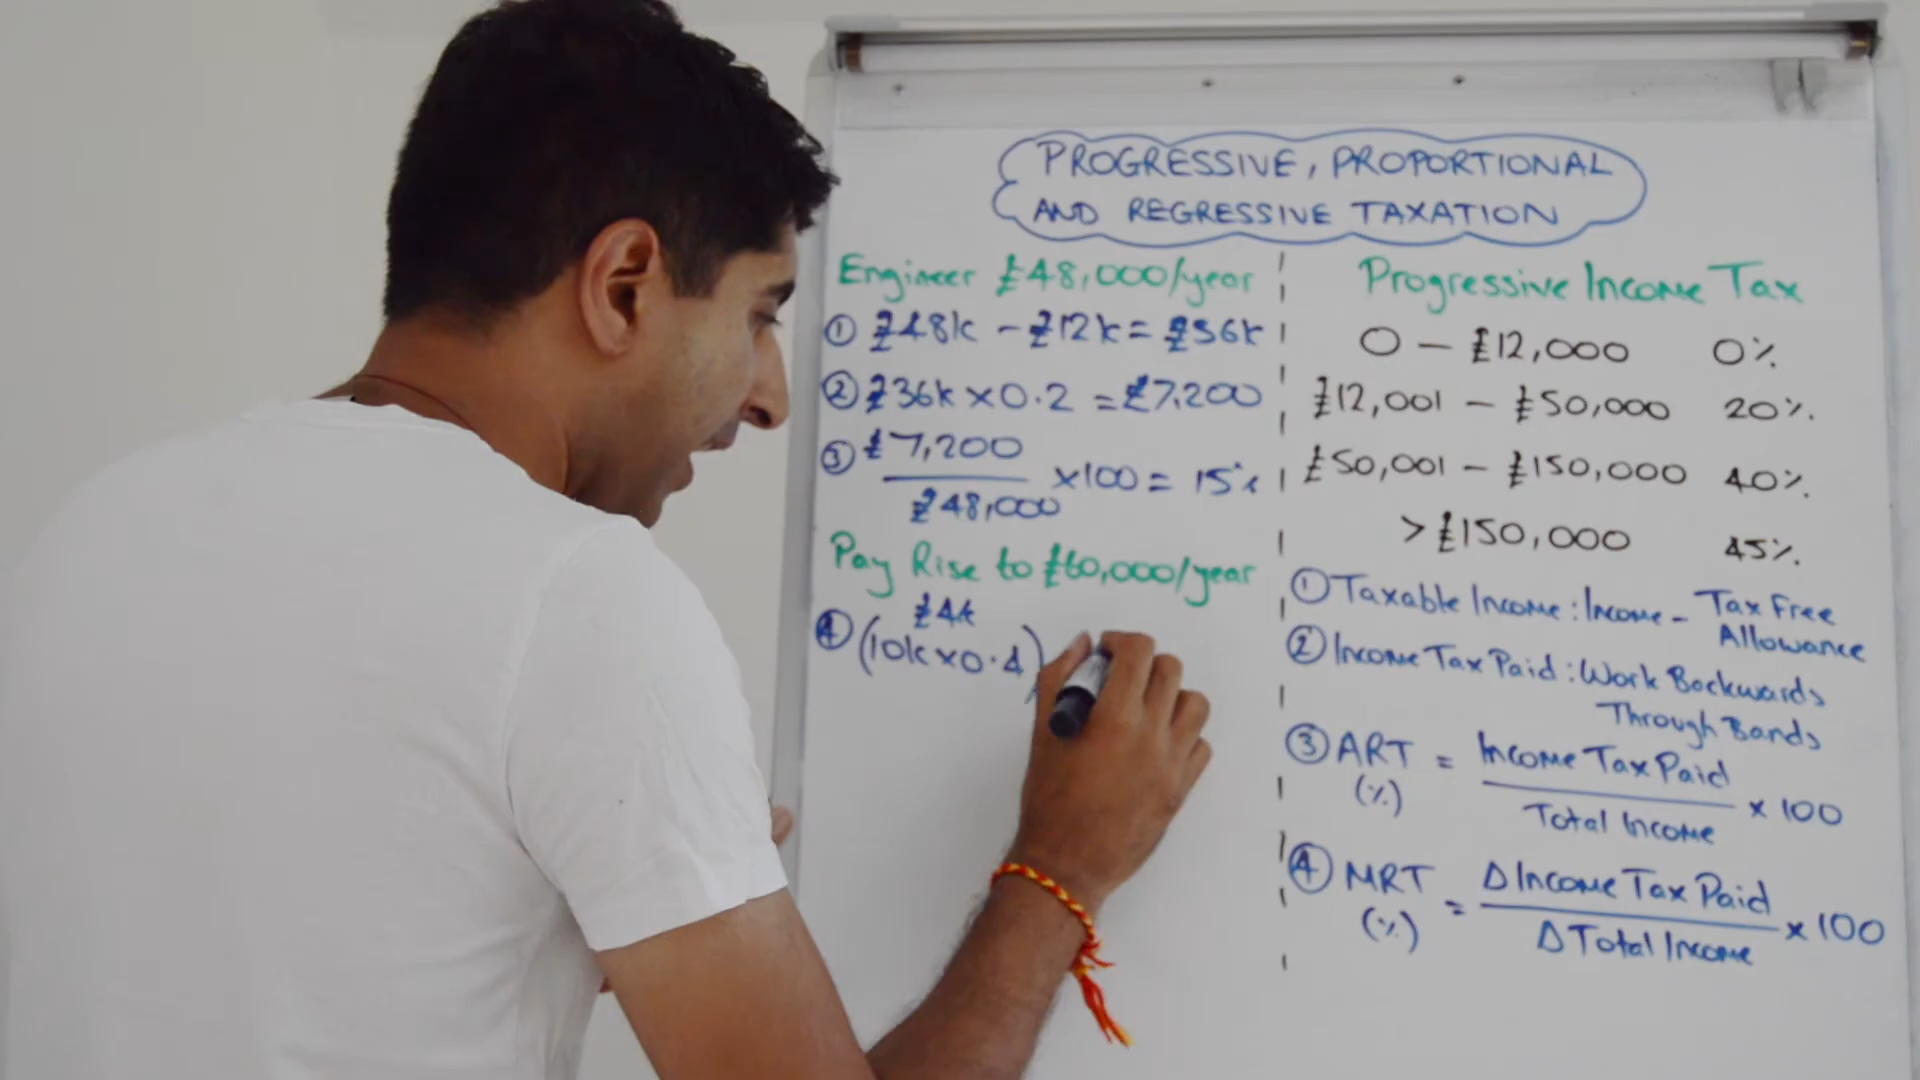 PROGRESSIVE, PROPORTIONAL
AND REGRESSIVE TAXATION
Engineer £48,000/year
① £48k - £12k = £36k
② £36k x 0.2 = £7,200
③ £7,200
x100 = 15%
£48,000
Pay Rise to £60,000/year
£4k
④ (10k x 0.4)
Progressive Income Tax
0 - £12,000 0%
£12,001 - £50,000 20%
£50,001 - £150,000 40%
> £150,000 45%
① Taxable Income: Income - Tax Free
Allowance
② Income Tax Paid: Work Backwards
Through Bands
③ ART = Income Tax Paid
(%) x 100
Total Income
④ MRT = Δ Income Tax Paid
(%) x 100
Δ Total Income